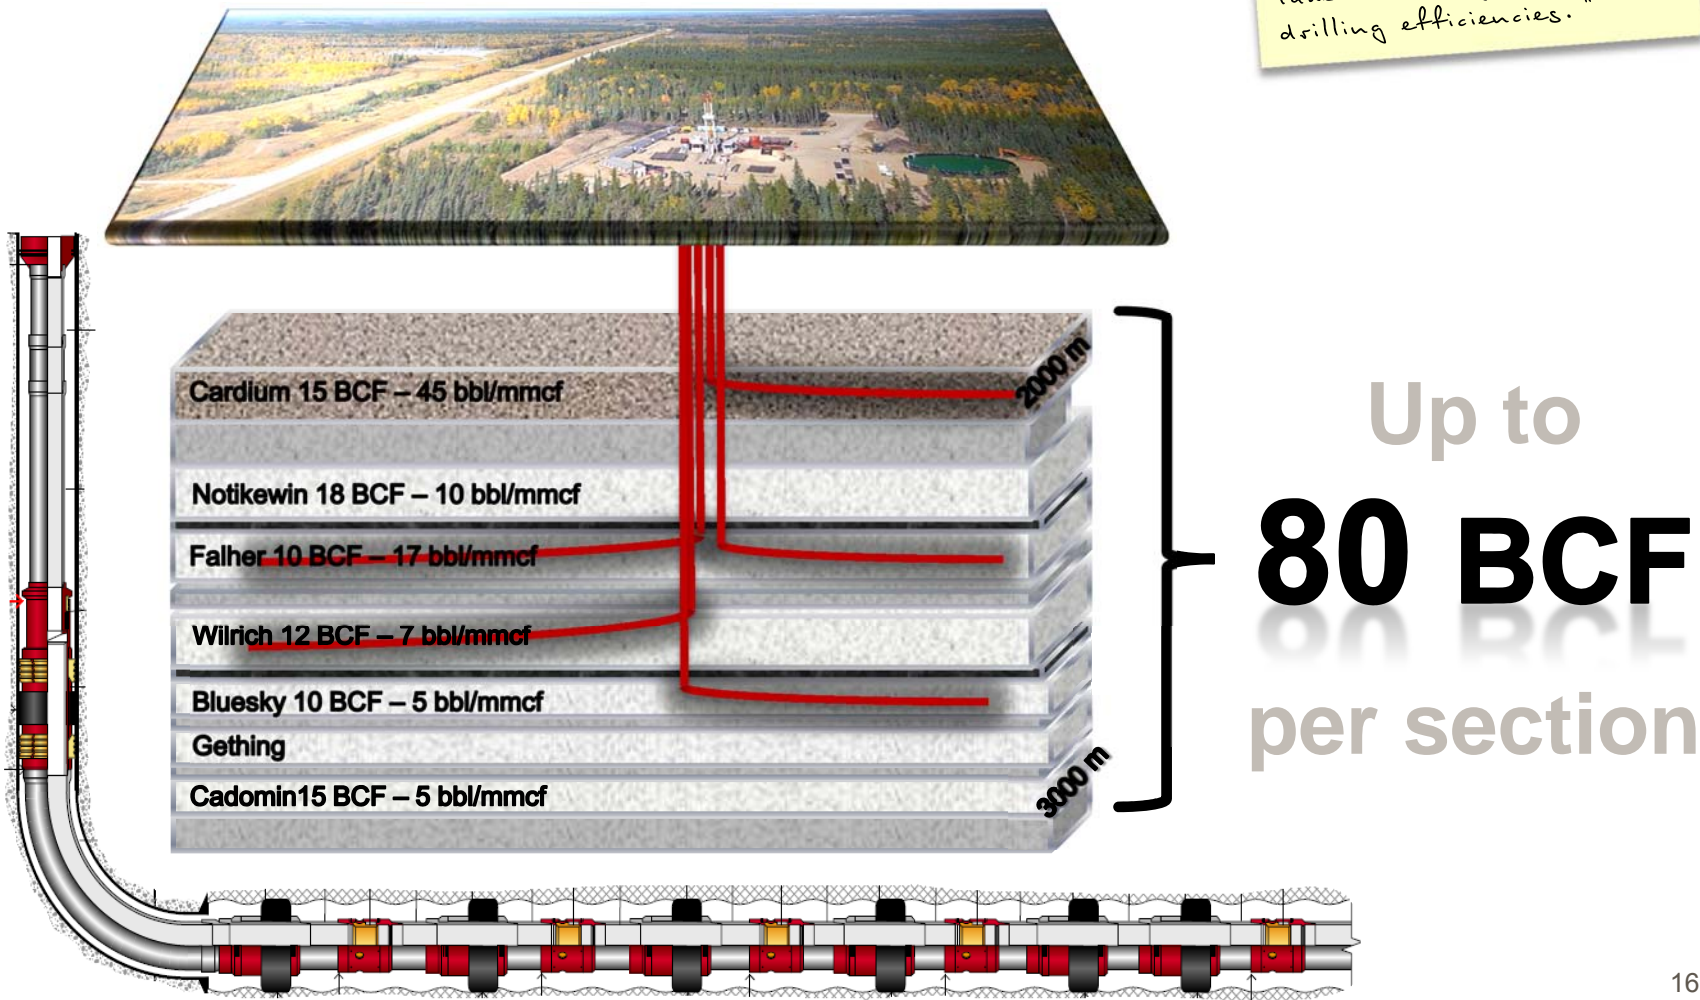 drilling efficiencies."
Cardium 15 BCF – 45 bbl/mmcf
2000 m
Notikewin 18 BCF – 10 bbl/mmcf
Falher 10 BCF – 17 bbl/mmcf
Wilrich 12 BCF – 7 bbl/mmcf
Bluesky 10 BCF – 5 bbl/mmcf
Gething
Cadomin15 BCF – 5 bbl/mmcf
3000 m
Up to
80 BCF
per section
16